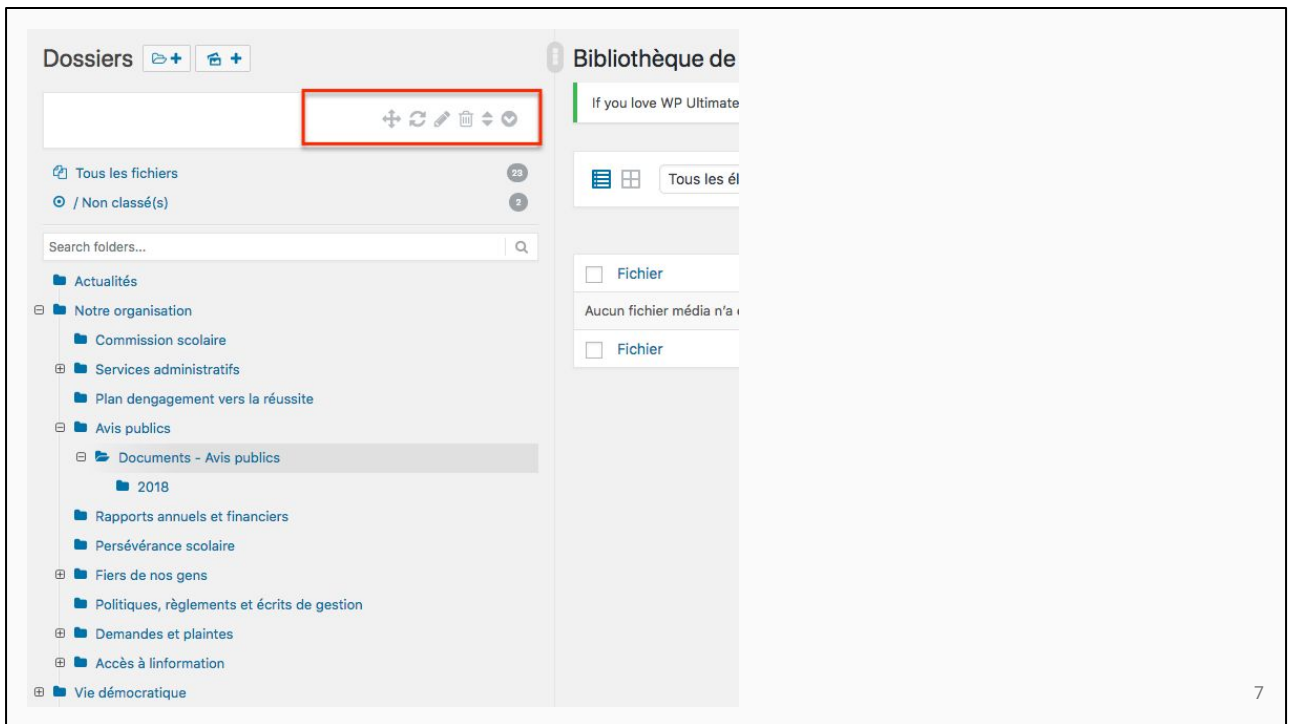 Dossiers
Tous les fichiers 23
/ Non classé(s) 2
Search folders...
Actualités
Notre organisation
Commission scolaire
Services administratifs
Plan dengagement vers la réussite
Avis publics
Documents - Avis publics
2018
Rapports annuels et financiers
Persévérance scolaire
Fiers de nos gens
Politiques, règlements et écrits de gestion
Demandes et plaintes
Accès à linformation
Vie démocratique
Bibliothèque de
If you love WP Ultimate
Tous les él
Fichier
Aucun fichier média n'a
Fichier
7